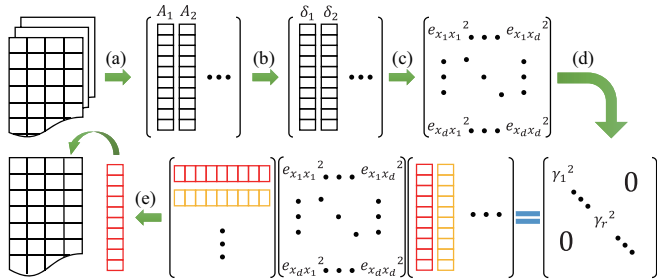 (a) A₁ A₂ ... (b) δ₁ δ₂ ... (c) eₓ₁ₓ₁² ... eₓ₁ₓd² (d)
eₓdₓ₁² ... eₓdₓd²
(e) eₓ₁ₓ₁² ... eₓ₁ₓd² ... = γ₁² 0
0 γᵣ²
eₓdₓ₁² ... eₓdₓd²